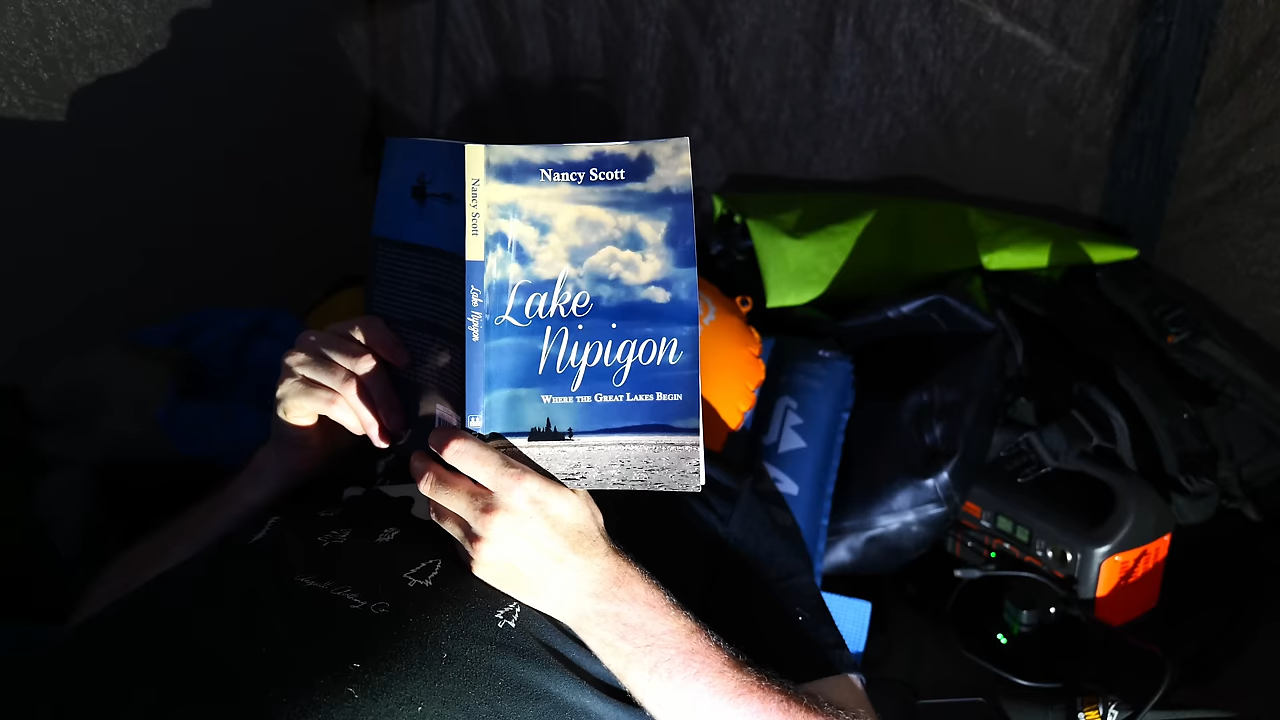 Nancy Scott
Lake
Nipigon
Where the Great Lakes Begin
Nancy Scott
Lake Nipigon